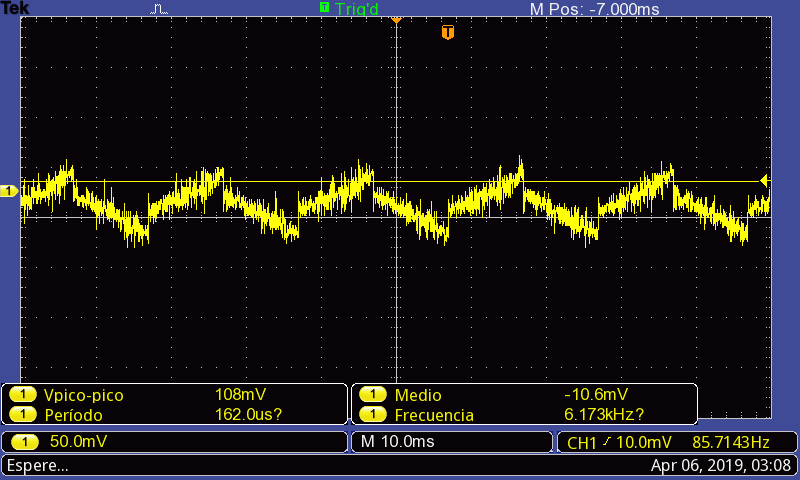 Tek T Trig'd M Pos: -7.000ms
T
1
1 Vpico-pico 108mV 1 Medio -10.6mV
1 Período 162.0us? 1 Frecuencia 6.173kHz?
1 50.0mV M 10.0ms CH1 10.0mV 85.7143Hz
Espere... Apr 06, 2019, 03:08